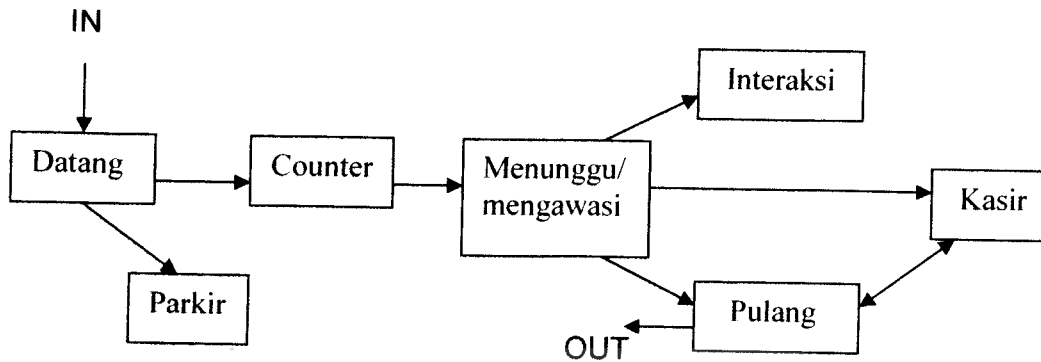 IN
Interaksi
Datang
Counter
Menunggu/
mengawasi
Kasir
Parkir
Pulang
OUT